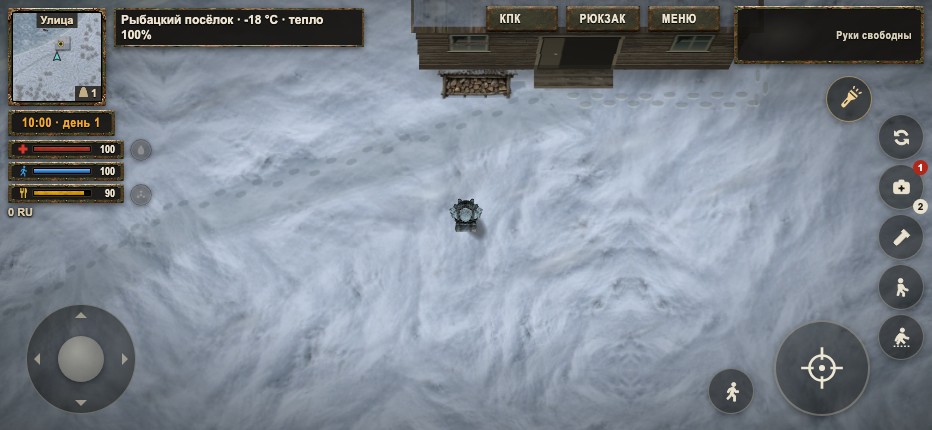 Улица
1
Рыбацкий посёлок · -18 °C · тепло
100%
КПК
РЮКЗАК
МЕНЮ
Руки свободны
10:00 · день 1
100
100
90
0 RU
1
2